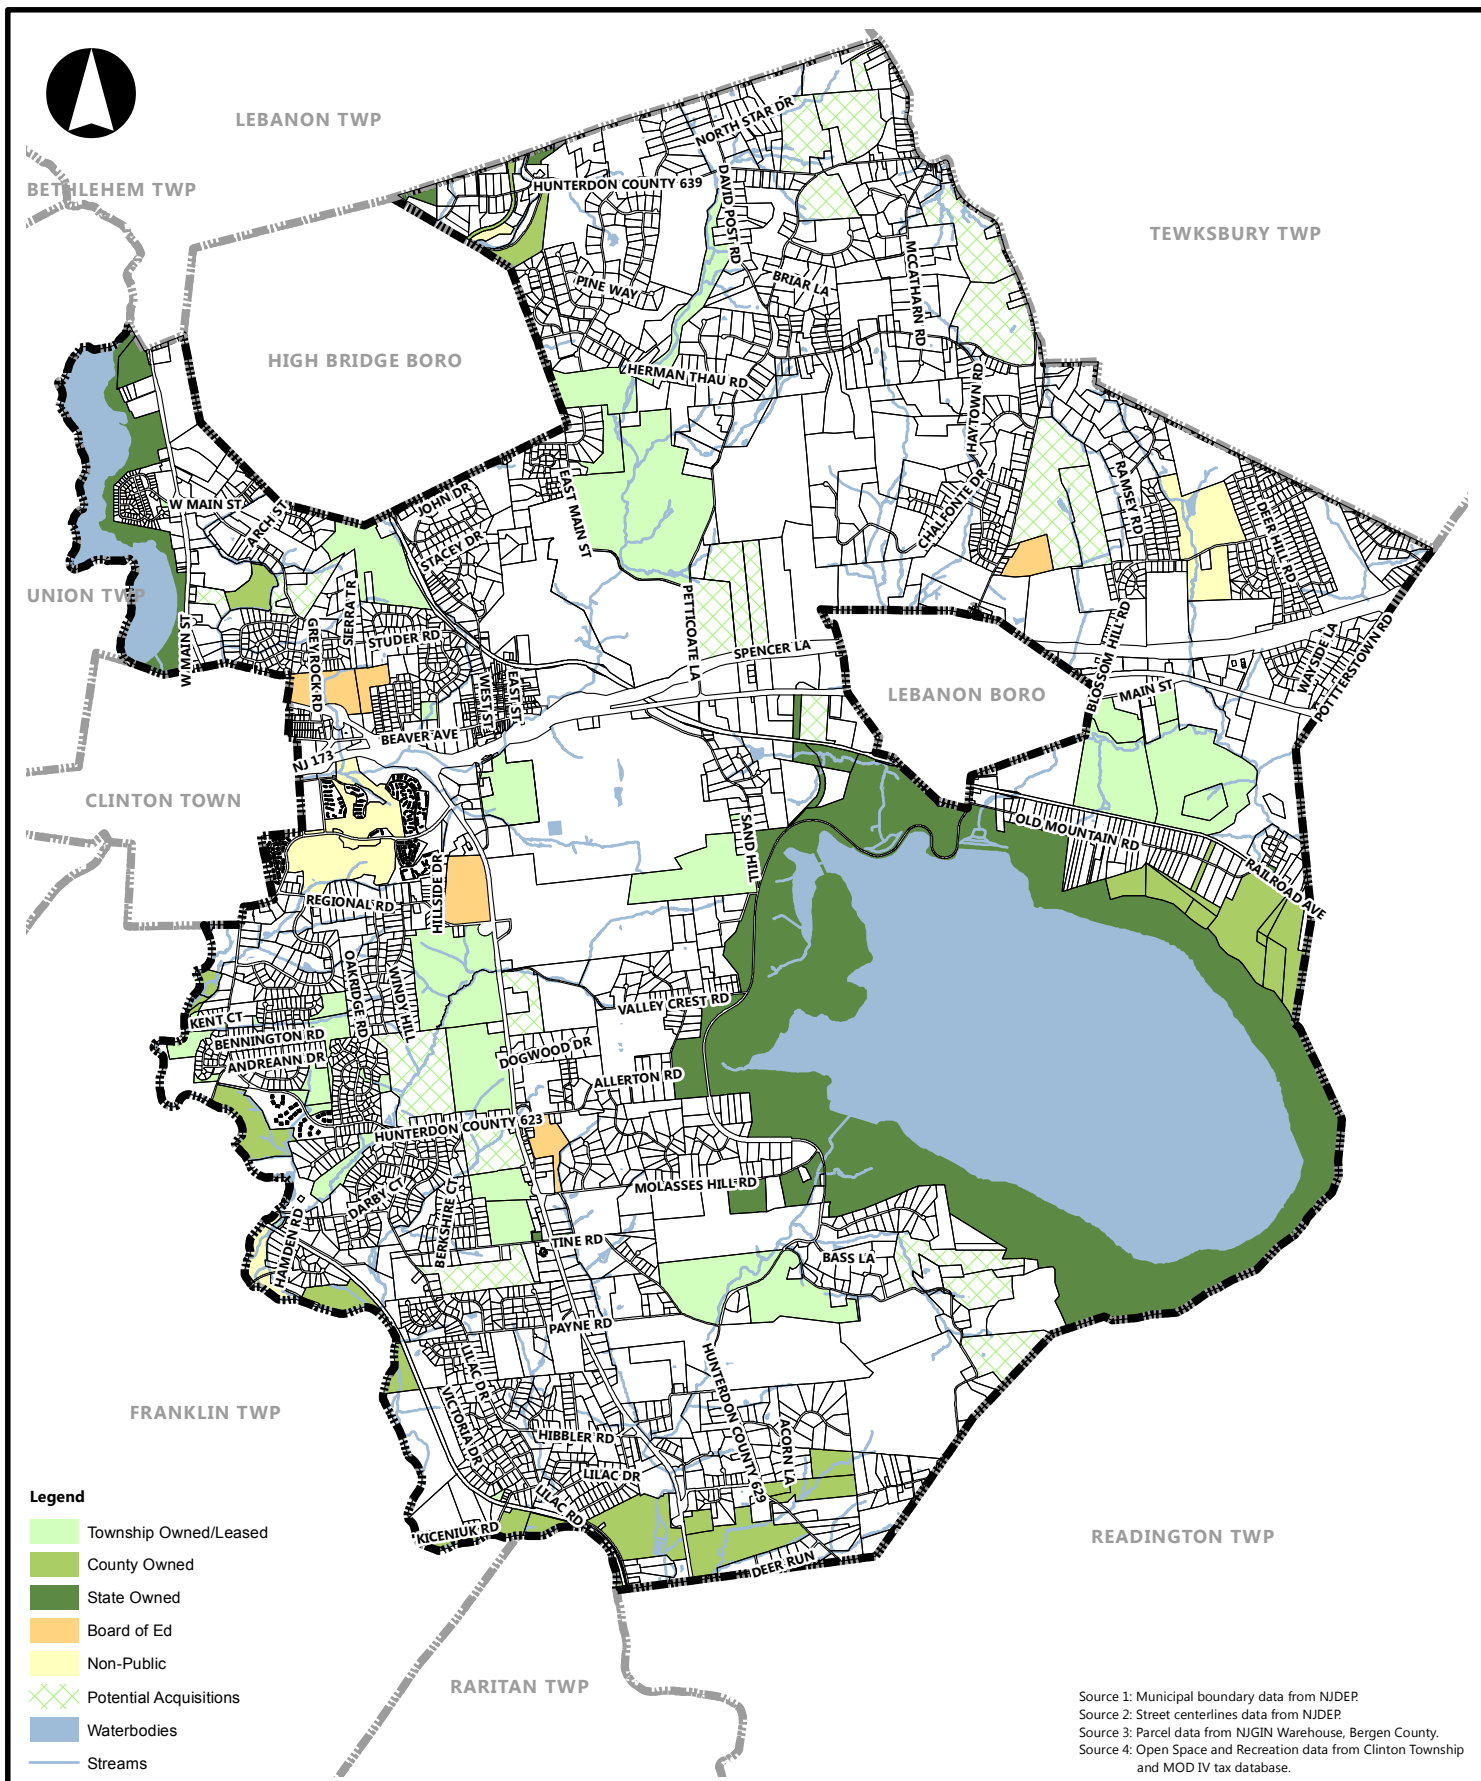 LEBANON TWP
BETHLEHEM TWP
TEWKSBURY TWP
NORTH STAR DR
HUNTERDON COUNTY 639
DAVID POST RD
MCCATHARN RD
BRIAR LA
PINE WAY
HIGH BRIDGE BORO
HERMAN THAU RD
HAYTOWN RD
EAST MAIN ST
JOHN DR
STACEY DR
W MAIN ST
ARCH ST
CHALFONTE DR
RAMSEY RD
DEER HILL RD
UNION TWP
W MAIN ST
GREY ROCK RD
SIERRA TR
STUDER RD
WEST ST
EAST ST
PETTICOATE LA
SPENCER LA
BLOSSOM HILL RD
LEBANON BORO
MAIN ST
WAYSIDE LA
POTTERSTOWN RD
BEAVER AVE
NJ 173
CLINTON TOWN
SAND HILL
OLD MOUNTAIN RD
RAILROAD AVE
HILLSIDE DR
REGIONAL RD
OAKRIDGE RD
WINDY HILL
KENT CT
BENNINGTON RD
ANDREANN DR
VALLEY CREST RD
DOGWOOD DR
ALLERTON RD
HUNTERDON COUNTY 623
DARBY CT
BERKSHIRE CT
MOLASSES HILL RD
HAMDEN RD
TINE RD
BASS LA
PAYNE RD
LILAC DR
VICTORIA DR
HIBBLER RD
LILAC DR
LILAC RD
HUNTERDON COUNTY 629
ACORN LA
FRANKLIN TWP
KICENIUK RD
DEER RUN
READINGTON TWP
RARITAN TWP
Legend
Township Owned/Leased
County Owned
State Owned
Board of Ed
Non-Public
Potential Acquisitions
Waterbodies
Streams
Source 1: Municipal boundary data from NJDEP.
Source 2: Street centerlines data from NJDEP.
Source 3: Parcel data from NJGIN Warehouse, Bergen County.
Source 4: Open Space and Recreation data from Clinton Township
and MOD IV tax database.